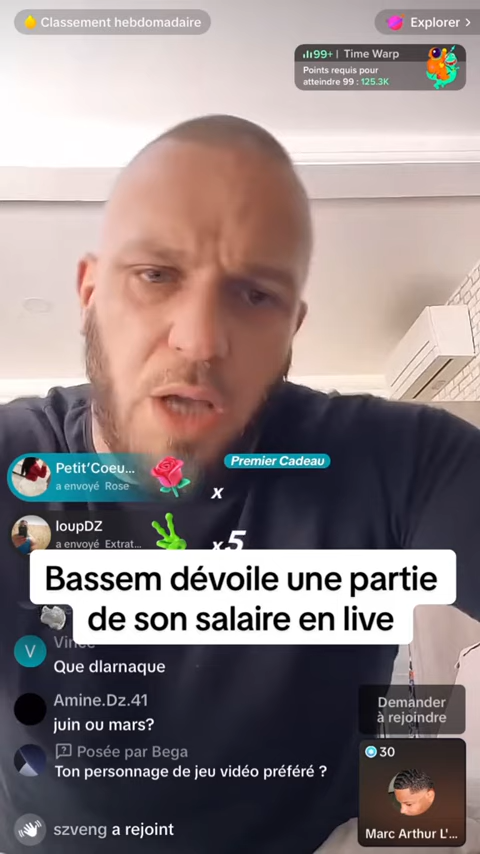 Classement hebdomadaire
Explorer >
99+ | Time Warp
Points requis pour
atteindre 99 : 125.3K
Premier Cadeau
Petit'Coeu...
a envoyé Rose
x
loupDZ
a envoyé Extrat...
x5
Bassem dévoile une partie
de son salaire en live
V
Que dlarnaque
Amine.Dz.41
juin ou mars?
Posée par Bega
Ton personnage de jeu vidéo préféré ?
szveng a rejoint
Demander
à rejoindre
30
Marc Arthur L'...